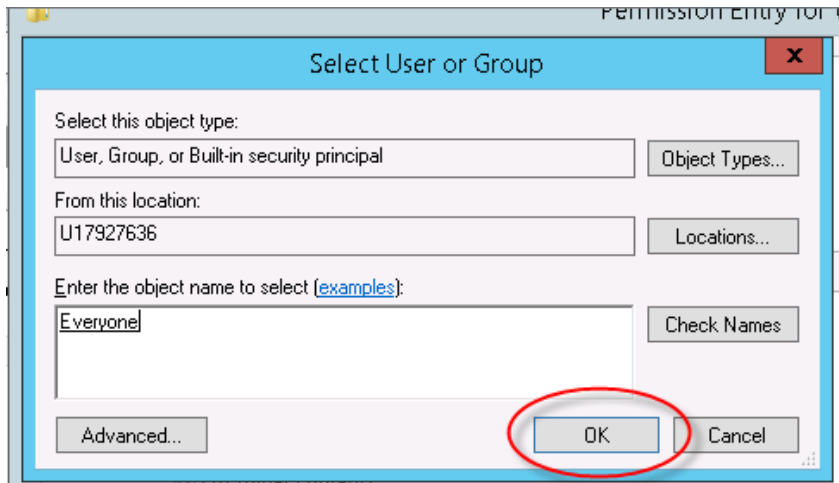 Permission Entry for
Select User or Group
x
Select this object type:
User, Group, or Built-in security principal
Object Types...
From this location:
U17927636
Locations...
Enter the object name to select (examples):
Everyone
Check Names
Advanced...
OK
Cancel